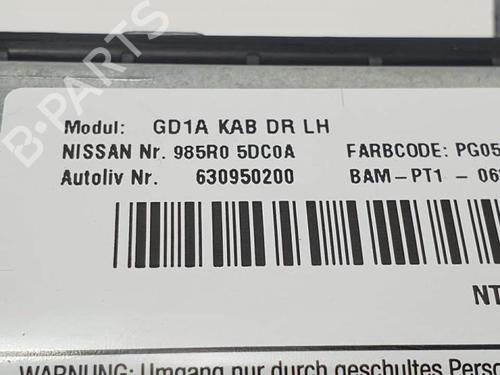 B-Parts
Modul: GD1A KAB DR LH
NISSAN Nr. 985R0 5DC0A FARBCODE: PG05
Autoliv Nr. 630950200 BAM-PT1 - 06
NT
WARNUNG: Umgang nur durch geschultes Perso